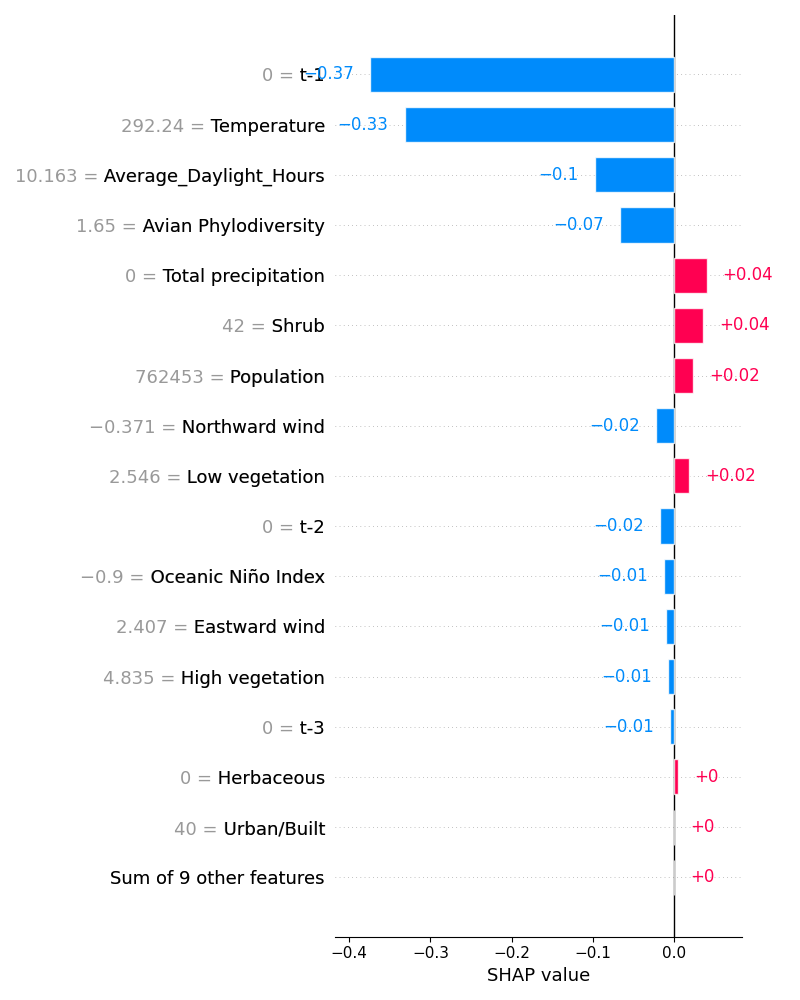 0 = t-1 −0.37
292.24 = Temperature −0.33
10.163 = Average_Daylight_Hours −0.1
1.65 = Avian Phylodiversity −0.07
0 = Total precipitation +0.04
42 = Shrub +0.04
762453 = Population +0.02
−0.371 = Northward wind −0.02
2.546 = Low vegetation +0.02
0 = t-2 −0.02
−0.9 = Oceanic Niño Index −0.01
2.407 = Eastward wind −0.01
4.835 = High vegetation −0.01
0 = t-3 −0.01
0 = Herbaceous +0
40 = Urban/Built +0
Sum of 9 other features +0
−0.4 −0.3 −0.2 −0.1 0.0
SHAP value